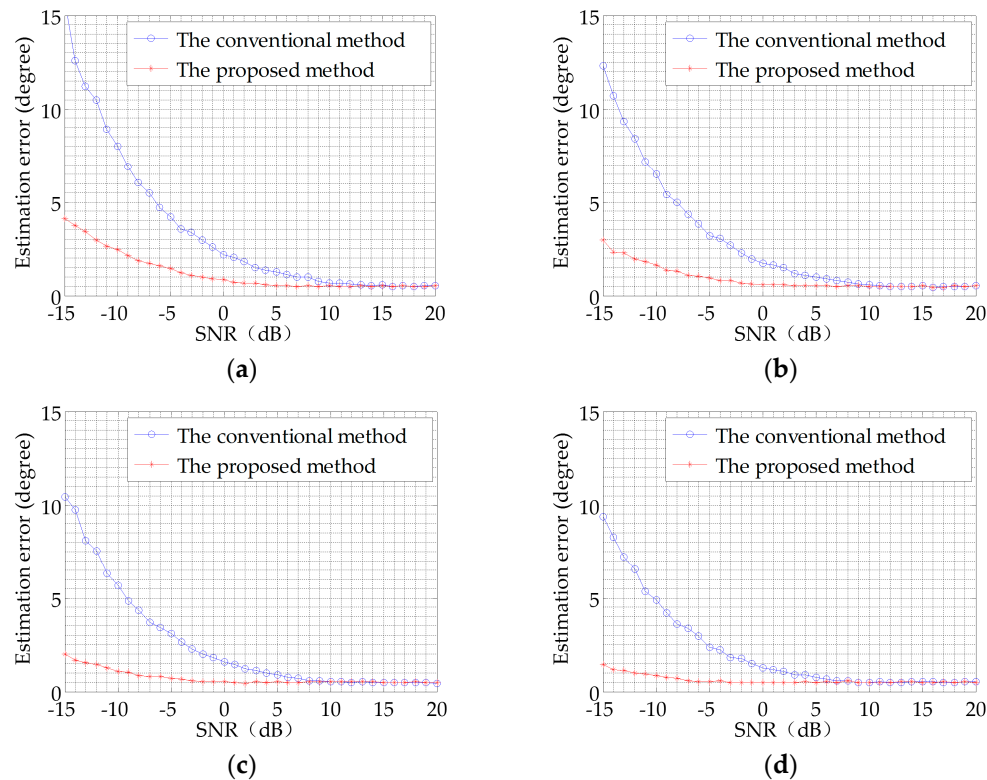 15
10
5
0
Estimation error (degree)
The conventional method
The proposed method
-15 -10 -5 0 5 10 15 20
SNR（dB）
(a)
15
10
5
0
Estimation error (degree)
The conventional method
The proposed method
-15 -10 -5 0 5 10 15 20
SNR（dB）
(b)
15
10
5
0
Estimation error (degree)
The conventional method
The proposed method
-15 -10 -5 0 5 10 15 20
SNR（dB）
(c)
15
10
5
0
Estimation error (degree)
The conventional method
The proposed method
-15 -10 -5 0 5 10 15 20
SNR（dB）
(d)